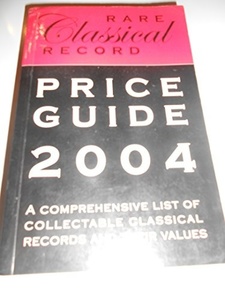 RARE
Classical
RECORD
PRICE
GUIDE
2004
A COMPREHENSIVE LIST OF
COLLECTABLE CLASSICAL
RECORDS AND THEIR VALUES